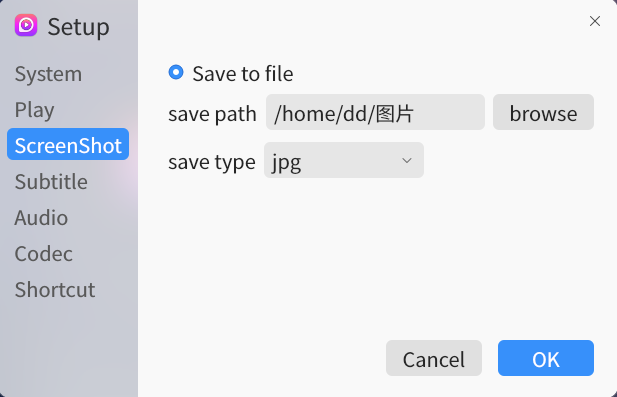 Setup
System
Play
ScreenShot
Subtitle
Audio
Codec
Shortcut
Save to file
save path /home/dd/图片 browse
save type jpg
Cancel OK